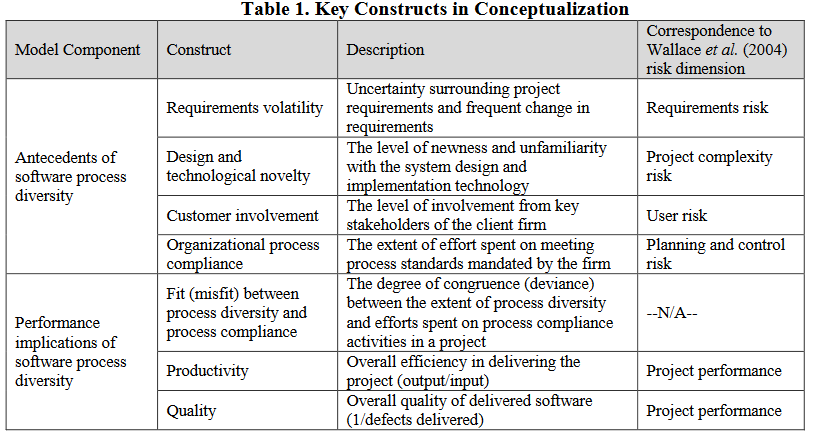 Table 1. Key Constructs in Conceptualization
Model Component
Construct
Description
Correspondence to
Wallace et al. (2004)
risk dimension
Antecedents of
software process
diversity
Requirements volatility
Uncertainty surrounding project
requirements and frequent change in
requirements
Requirements risk
Design and
technological novelty
The level of newness and unfamiliarity
with the system design and
implementation technology
Project complexity
risk
Customer involvement
The level of involvement from key
stakeholders of the client firm
User risk
Organizational process
compliance
The extent of effort spent on meeting
process standards mandated by the firm
Planning and control
risk
Performance
implications of
software process
diversity
Fit (misfit) between
process diversity and
process compliance
The degree of congruence (deviance)
between the extent of process diversity
and efforts spent on process compliance
activities in a project
--N/A--
Productivity
Overall efficiency in delivering the
project (output/input)
Project performance
Quality
Overall quality of delivered software
(1/defects delivered)
Project performance